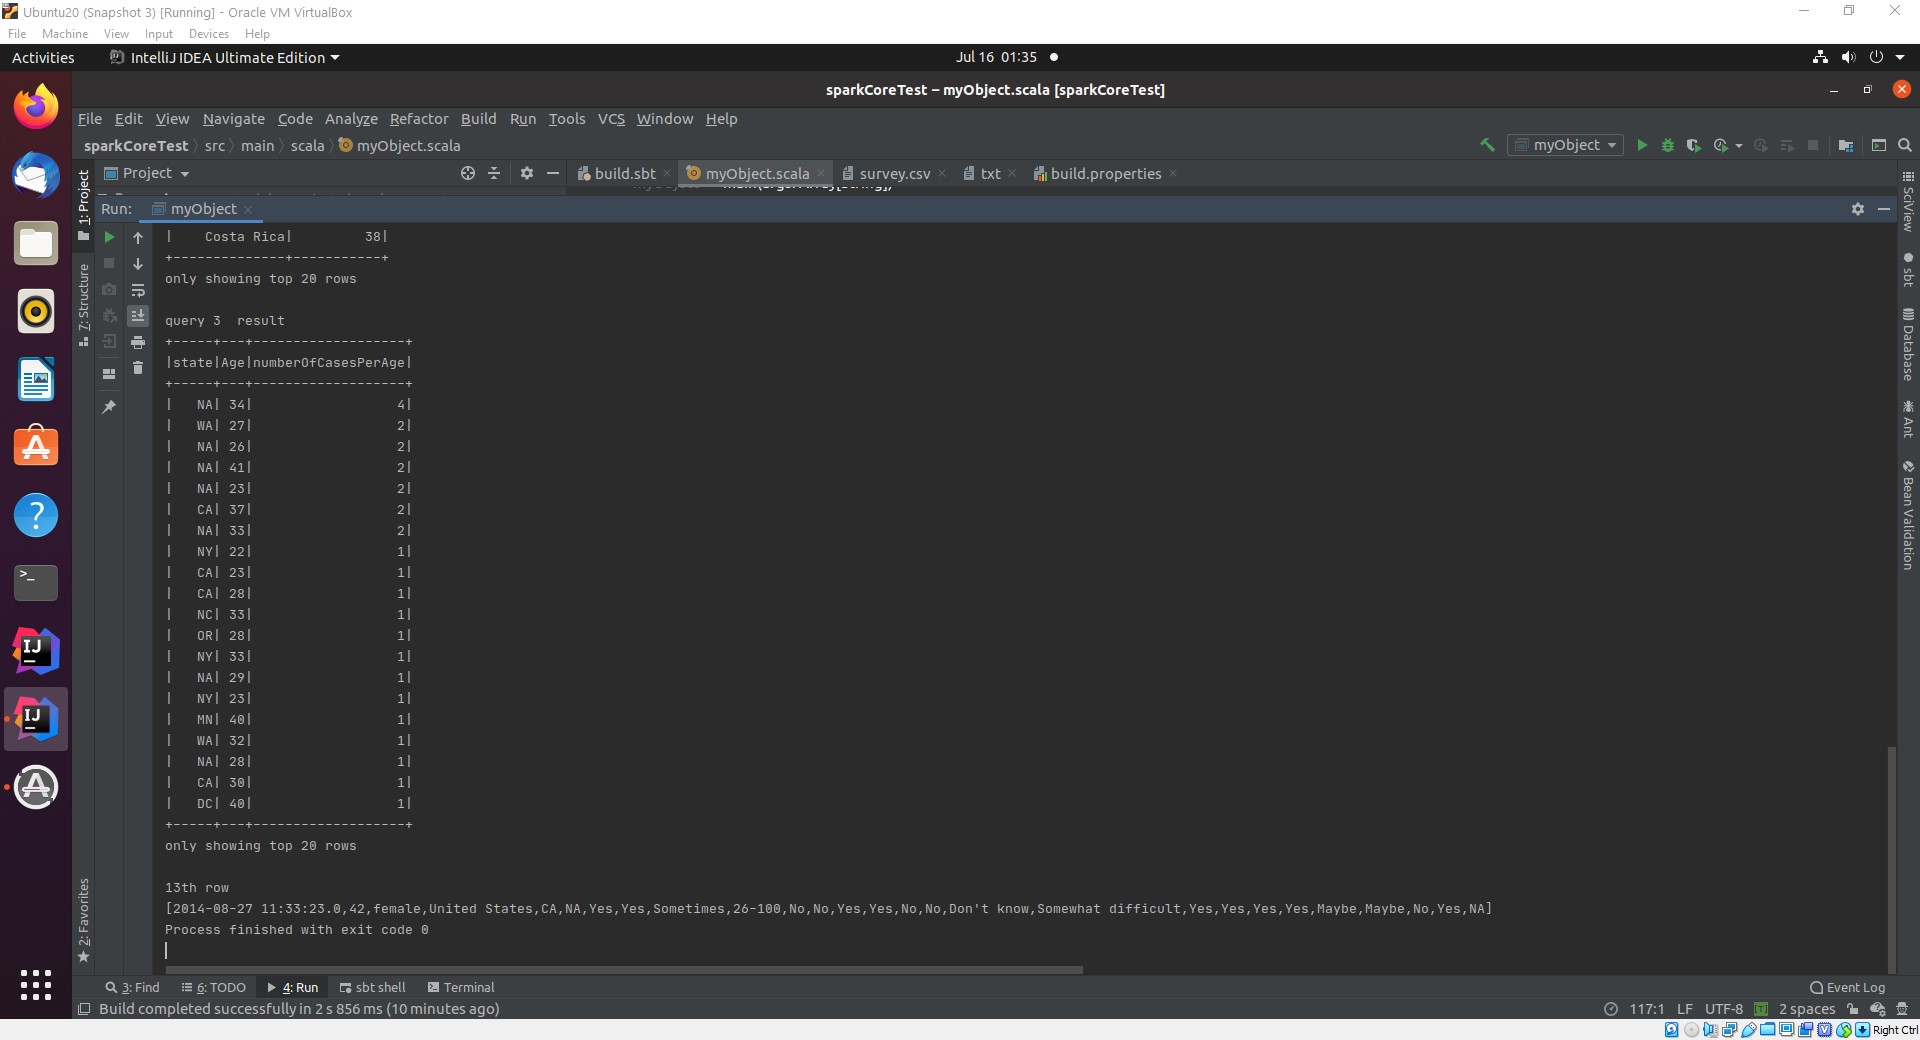 Ubuntu20 (Snapshot 3) [Running] - Oracle VM VirtualBox
File Machine View Input Devices Help
Activities IntelliJ IDEA Ultimate Edition Jul 16 01:35
sparkCoreTest – myObject.scala [sparkCoreTest]
File Edit View Navigate Code Analyze Refactor Build Run Tools VCS Window Help
sparkCoreTest src main scala myObject.scala myObject
Project build.sbt myObject.scala survey.csv txt build.properties
Run: myObject
1: Project
7: Structure
2: Favorites
|    Costa Rica|         38|
+--------------+-----------+
only showing top 20 rows
query 3  result
+-----+---+-------------------+
|state|Age|numberOfCasesPerAge|
+-----+---+-------------------+
|   NA| 34|                  4|
|   WA| 27|                  2|
|   NA| 26|                  2|
|   NA| 41|                  2|
|   NA| 23|                  2|
|   CA| 37|                  2|
|   NA| 33|                  2|
|   NY| 22|                  1|
|   CA| 23|                  1|
|   CA| 28|                  1|
|   NC| 33|                  1|
|   OR| 28|                  1|
|   NY| 33|                  1|
|   NA| 29|                  1|
|   NY| 23|                  1|
|   MN| 40|                  1|
|   WA| 32|                  1|
|   NA| 28|                  1|
|   CA| 30|                  1|
|   DC| 40|                  1|
+-----+---+-------------------+
only showing top 20 rows
13th row
[2014-08-27 11:33:23.0,42,female,United States,CA,NA,Yes,Yes,Sometimes,26-100,No,No,Yes,Yes,No,No,Don't know,Somewhat difficult,Yes,Yes,Yes,Yes,Maybe,Maybe,No,Yes,NA]
Process finished with exit code 0
SciView
sbt
Database
Ant
Bean Validation
3: Find 6: TODO 4: Run sbt shell Terminal Event Log
Build completed successfully in 2 s 856 ms (10 minutes ago) 117:1 LF UTF-8 2 spaces
Right Ctrl